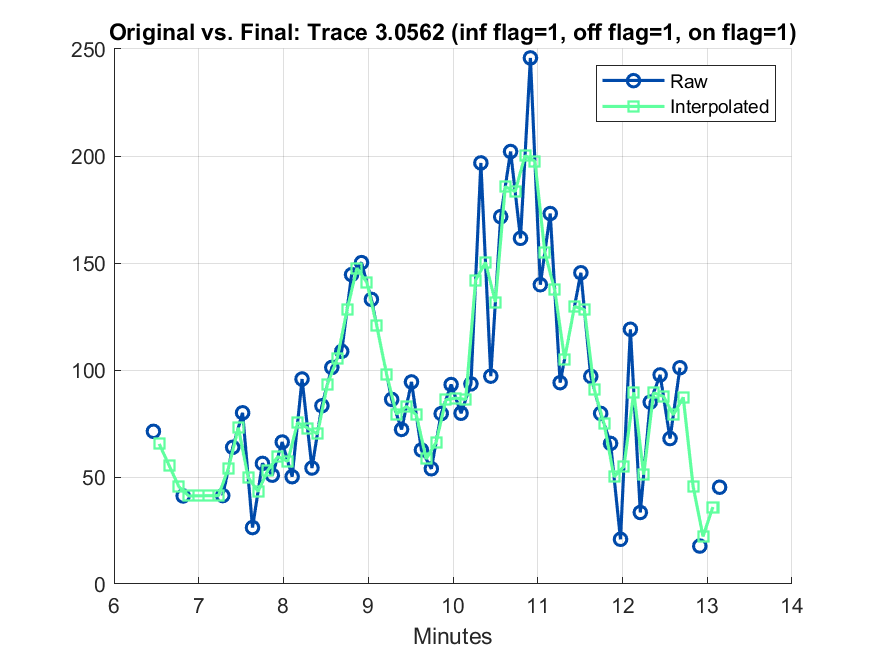 Original vs. Final: Trace 3.0562 (inf flag=1, off flag=1, on flag=1)
250
200
150
100
50
0
Raw
Interpolated
6 7 8 9 10 11 12 13 14
Minutes